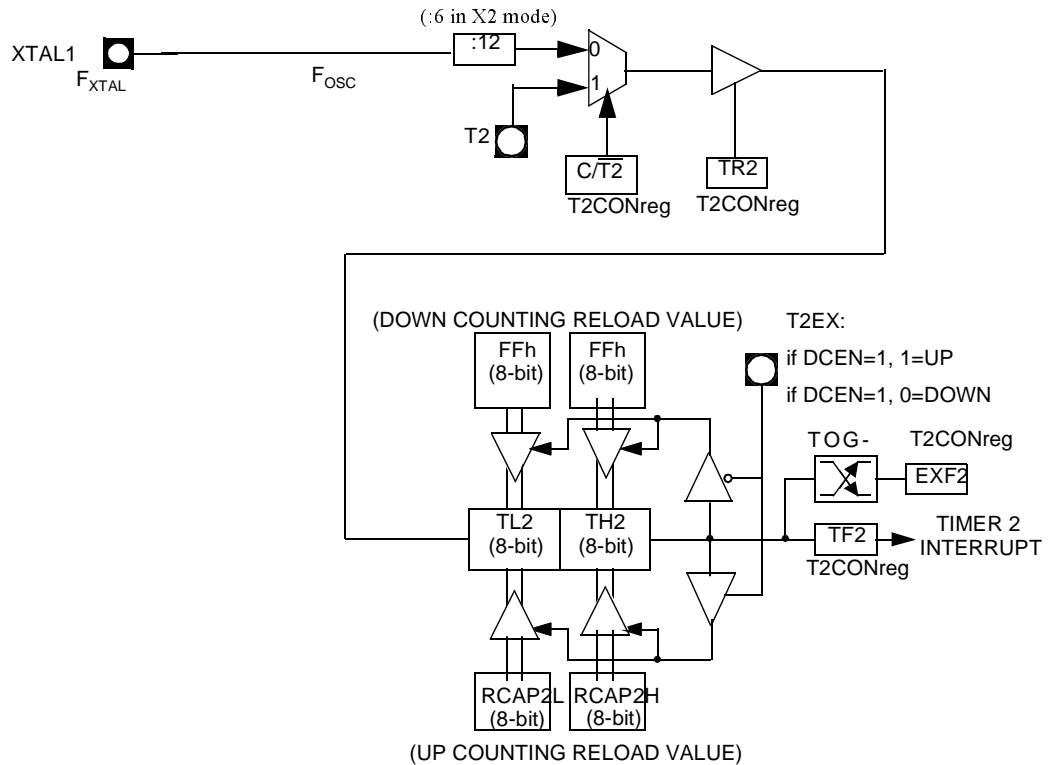 (:6 in X2 mode)
XTAL1
:12
0
F_XTAL
F_OSC
1
T2
C/T2
TR2
T2CONreg
T2CONreg
(DOWN COUNTING RELOAD VALUE)
T2EX:
FFh
(8-bit)
FFh
(8-bit)
if DCEN=1, 1=UP
if DCEN=1, 0=DOWN
TOG-
T2CONreg
EXF2
TL2
(8-bit)
TH2
(8-bit)
TF2
TIMER 2
INTERRUPT
T2CONreg
RCAP2L
(8-bit)
RCAP2H
(8-bit)
(UP COUNTING RELOAD VALUE)